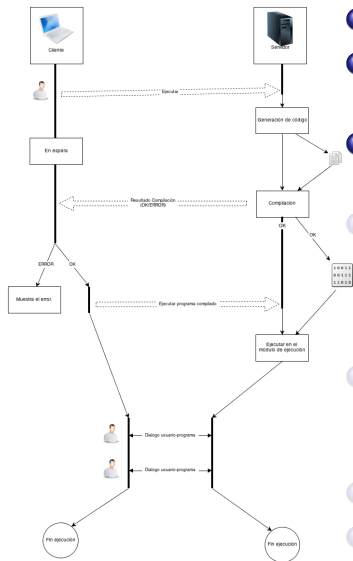 Cliente
Servidor
Ejecutar
Generación de código
En espera
Resultado Compilación
(OK/ERROR)
Compilación
OK
OK
ERROR
OK
10011
00111
11010
Muestra el error.
Ejecutar programa compilado
Ejecutar en el
módulo de ejecución
Dialogo usuario-programa
Dialogo usuario-programa
Fin ejecución
Fin ejecución